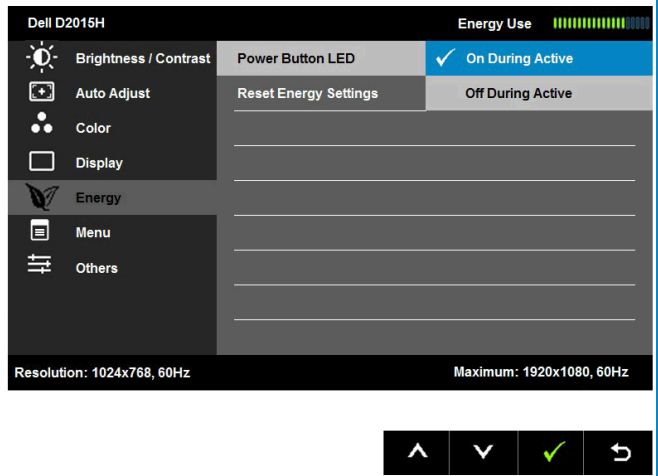 Dell D2015H Energy Use
Brightness / Contrast Power Button LED On During Active
Auto Adjust Reset Energy Settings Off During Active
Color
Display
Energy
Menu
Others
Resolution: 1024x768, 60Hz Maximum: 1920x1080, 60Hz